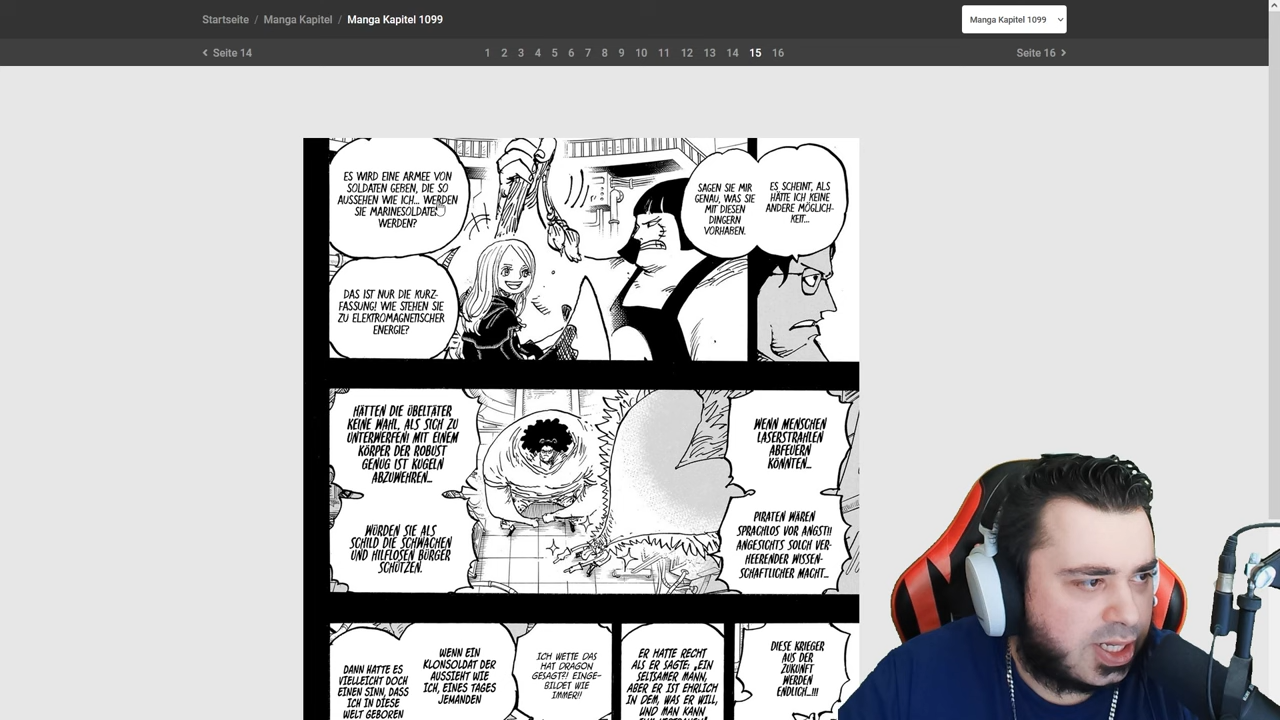 Startseite / Manga Kapitel / Manga Kapitel 1099
Manga Kapitel 1099
Seite 14
1 2 3 4 5 6 7 8 9 10 11 12 13 14 15 16
Seite 16
ES SCHEINT, ALS
HÄTTE ICH KEINE
ANDERE MÖGLICH-
KEIT...
SAGEN SIE MIR
GENAU, WAS SIE
MIT DIESEN
DINGERN
VORHABEN.
ES WIRD EINE ARMEE VON
SOLDATEN GEBEN, DIE SO
AUSSEHEN WIE ICH... WERDEN
SIE MARINESOLDATEN
WERDEN?
DAS IST NUR DIE KURZ-
FASSUNG! WIE STEHEN SIE
ZU ELEKTROMAGNETISCHER
ENERGIE?
WENN MENSCHEN
LASERSTRAHLEN
ABFEUERN
KÖNNTEN...
PIRATEN WÄREN
SPRACHLOS VOR ANGST!!
ANGESICHTS SOLCH VER-
HEERENDER WISSEN-
SCHAFTLICHER MACHT...
HÄTTEN DIE ÜBELTÄTER
KEINE WAHL, ALS SICH ZU
UNTERWERFEN! MIT EINEM
KÖRPER DER ROBUST
GENUG IST KUGELN
ABZUWEHREN...
WÜRDEN SIE ALS
SCHILD DIE SCHWACHEN
UND HILFLOSEN BÜRGER
SCHÜTZEN.
DIESE KRIEGER
AUS DER
ZUKUNFT
WERDEN
ENDLICH...!!!
ER HATTE RECHT
ALS ER SAGTE: „EIN
SELTSAMER MANN,
ABER ER IST EHRLICH
IN DEM, WAS ER WILL,
UND MAN KANN
ICH WETTE DAS
HAT DRAGON
GESAGT?! EINGE-
BILDET WIE
IMMER!!
WENN EIN
KLONSOLDAT DER
AUSSIEHT WIE
ICH, EINES TAGES
JEMANDEN
DANN HATTE ES
VIELLEICHT DOCH
EINEN SINN, DASS
ICH IN DIESE
WELT GEBOREN